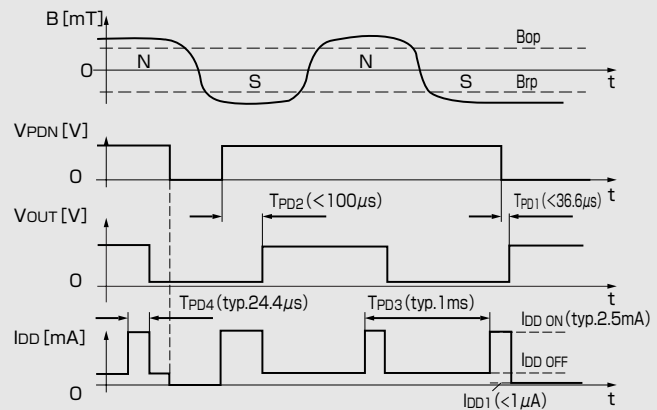 B [mT]
Bop
0
N
S
N
S
Brp
t
VPDN [V]
0
t
TPD2 (<100μs)
TPD1 (<36.6μs)
VOUT [V]
0
t
TPD4 (typ.24.4μs)
TPD3 (typ.1ms)
IDD ON (typ.2.5mA)
IDD [mA]
IDD OFF
0
t
IDD1 (<1μA)